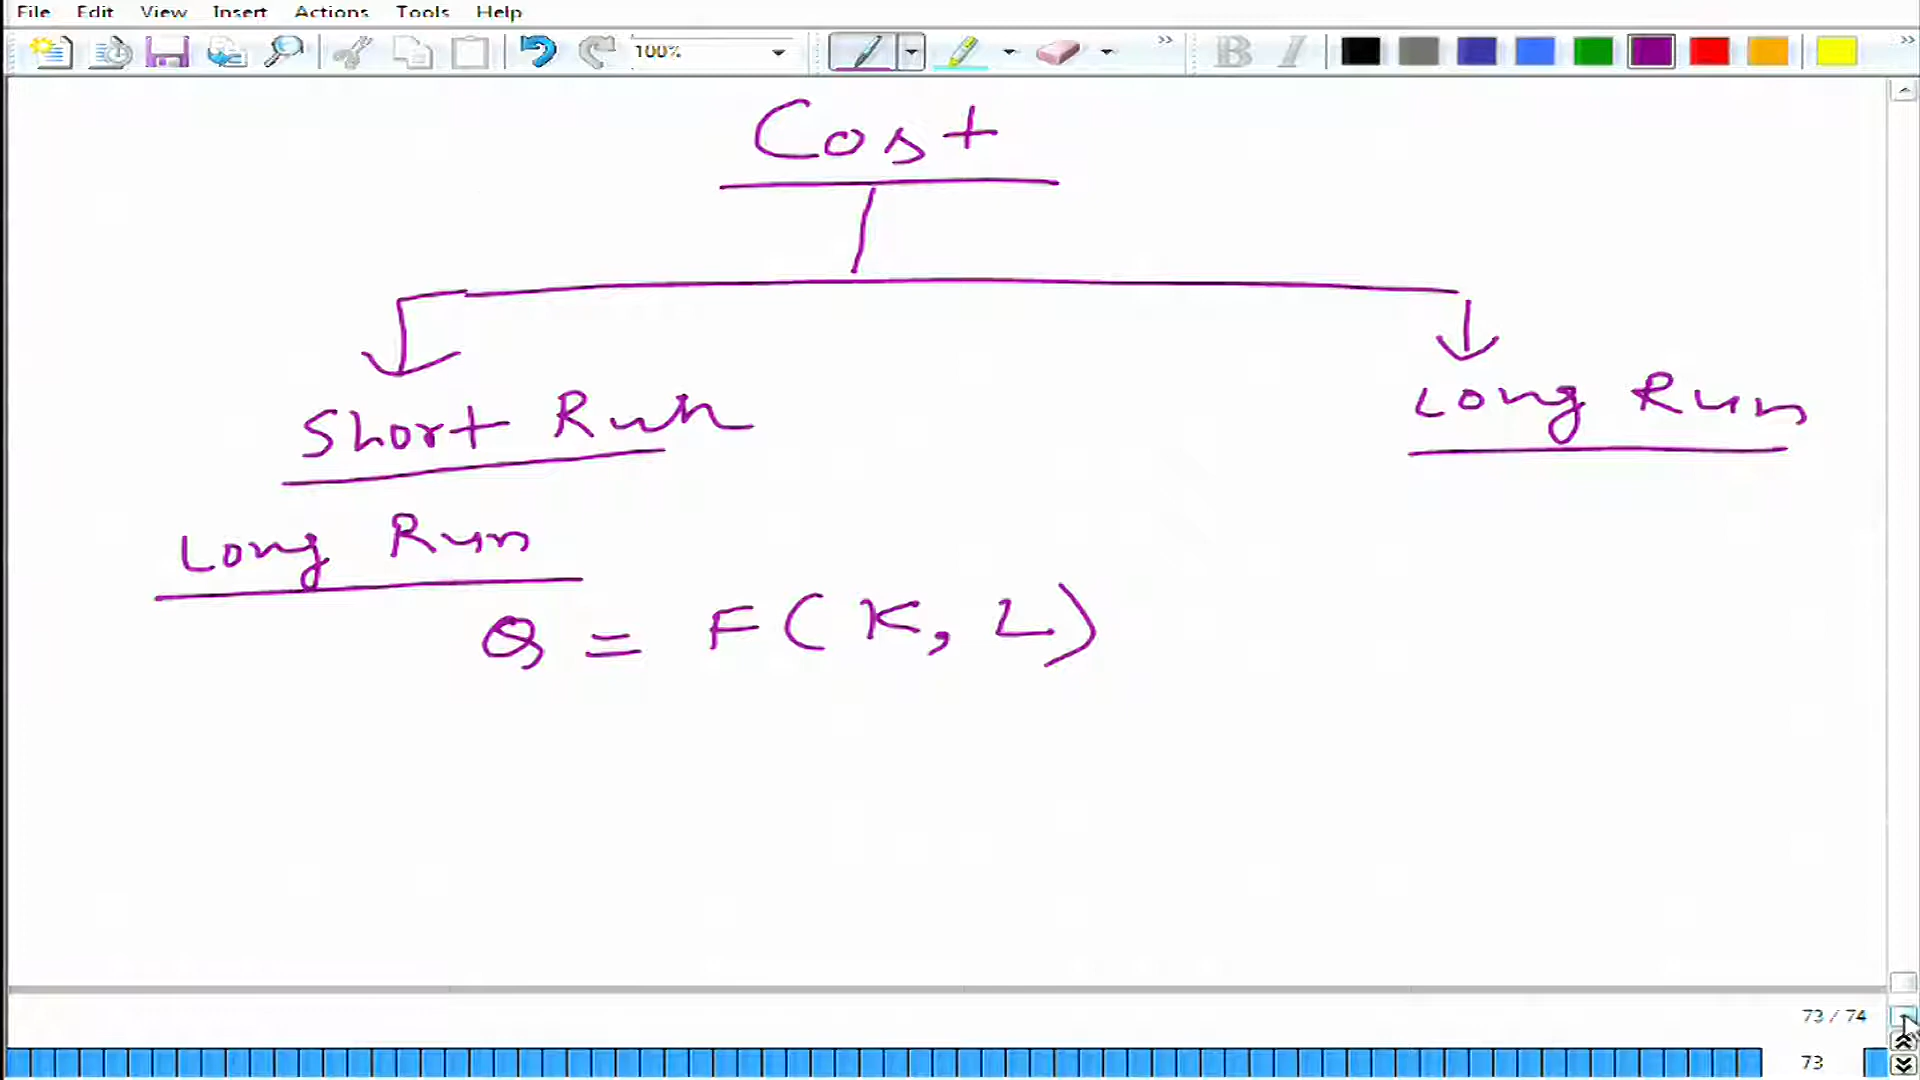 File Edit View Insert Actions Tools Help
100% B I
Cost
Short Run Long Run
Long Run
Q = F(K, L)
73 / 74
73